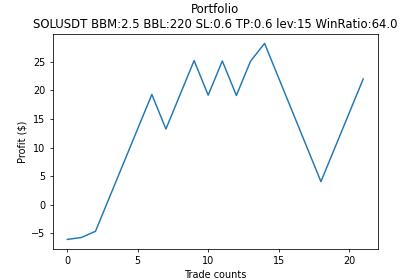 Portfolio
SOLUSDT BBM:2.5 BBL:220 SL:0.6 TP:0.6 lev:15 WinRatio:64.0
25
20
15
10
5
0
−5
Profit ($)
0 5 10 15 20
Trade counts